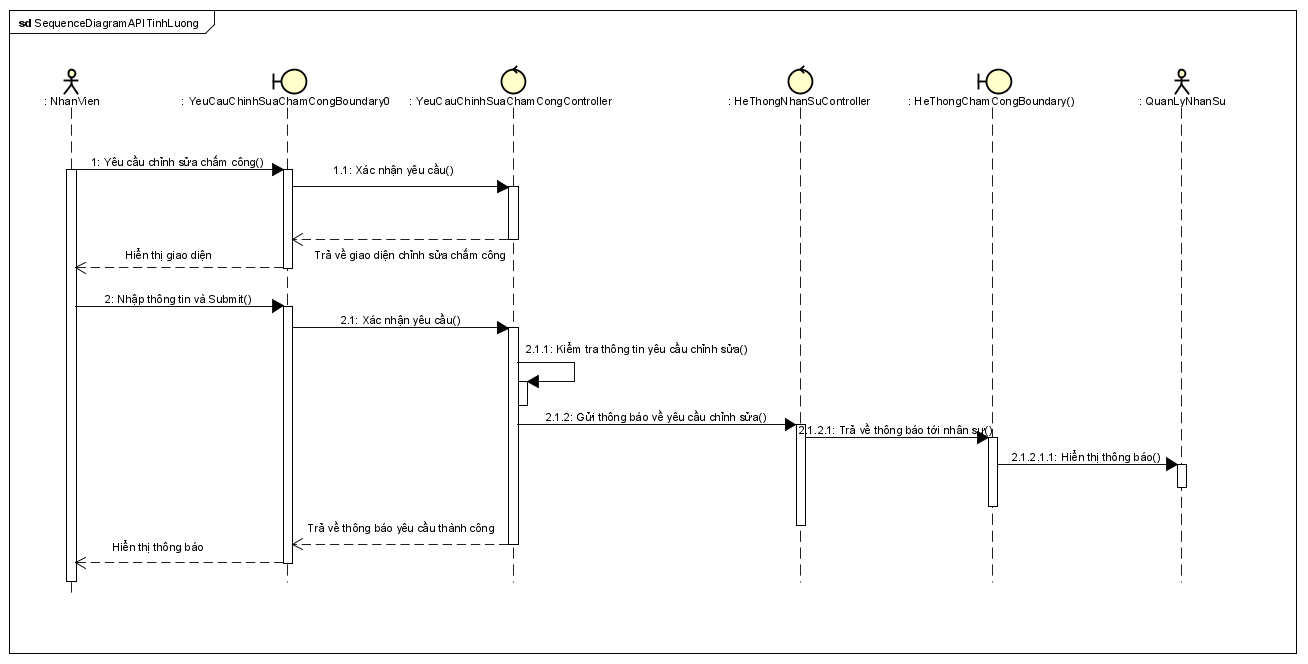 sd SequenceDiagramAPITinhLuong
: NhanVien
: YeuCauChinhSuaChamCongBoundary0
: YeuCauChinhSuaChamCongController
: HeThongNhanSuController
: HeThongChamCongBoundary()
: QuanLyNhanSu
1: Yêu cầu chỉnh sửa chấm công()
1.1: Xác nhận yêu cầu()
Trả về giao diện chỉnh sửa chấm công
Hiển thị giao diện
2: Nhập thông tin và Submit()
2.1: Xác nhận yêu cầu()
2.1.1: Kiểm tra thông tin yêu cầu chỉnh sửa()
2.1.2: Gửi thông báo về yêu cầu chỉnh sửa()
2.1.2.1: Trả về thông báo tới nhân sự()
2.1.2.1.1: Hiển thị thông báo()
Trả về thông báo yêu cầu thành công
Hiển thị thông báo